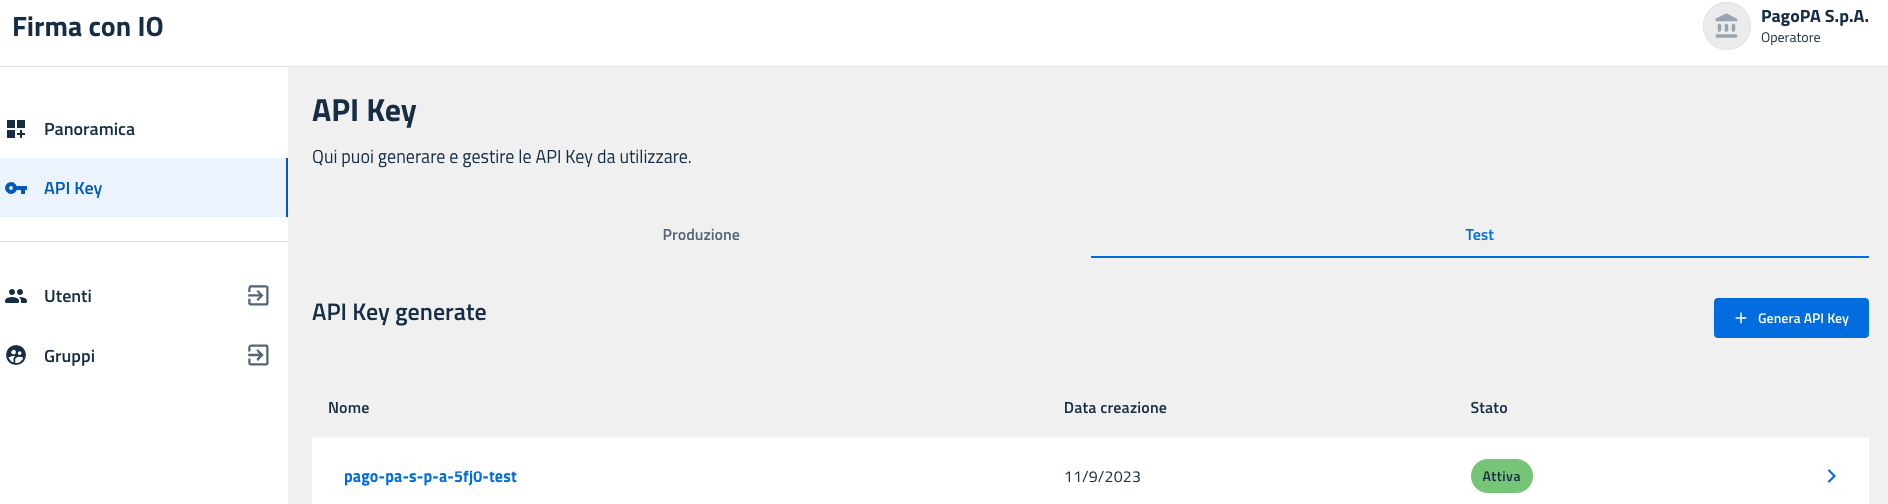 Firma con IO
PagoPA S.p.A.
Operatore
Panoramica
API Key
Utenti
Gruppi
API Key
Qui puoi generare e gestire le API Key da utilizzare.
Produzione
Test
API Key generate
Genera API Key
Nome
Data creazione
Stato
pago-pa-s-p-a-5fj0-test
11/9/2023
Attiva